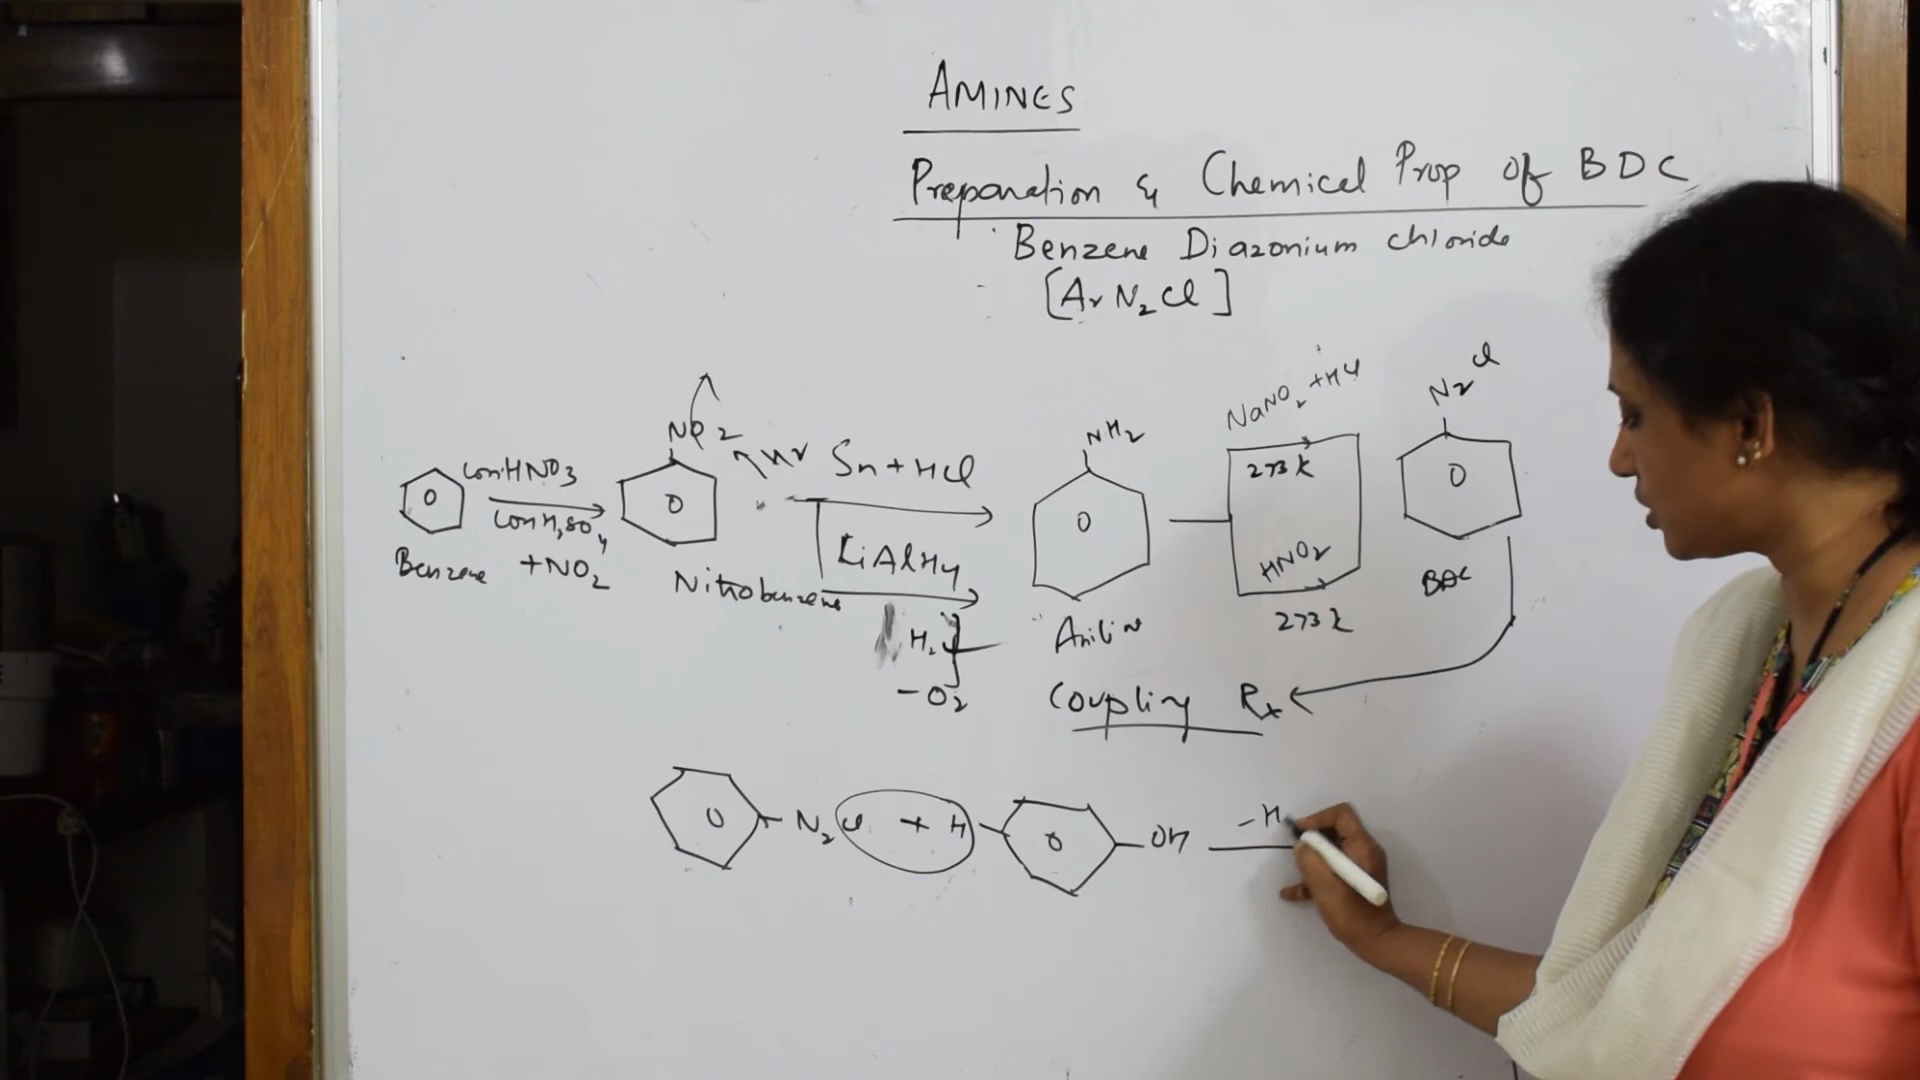 AMINES
Preparation & Chemical Prop of BDC
Benzene Diazonium chloride
[ArN₂Cl]
Benzene
con HNO₃
con H₂SO₄
+NO₂
NO₂
Nitrobenzene
Sn + HCl
LiAlH₄
H₂
-O₂
NH₂
Anilin
NaNO₂ + HCl
273 K
HNO₂
273 K
N₂Cl
BDC
Coupling Rx
N₂Cl + H
OH
-H